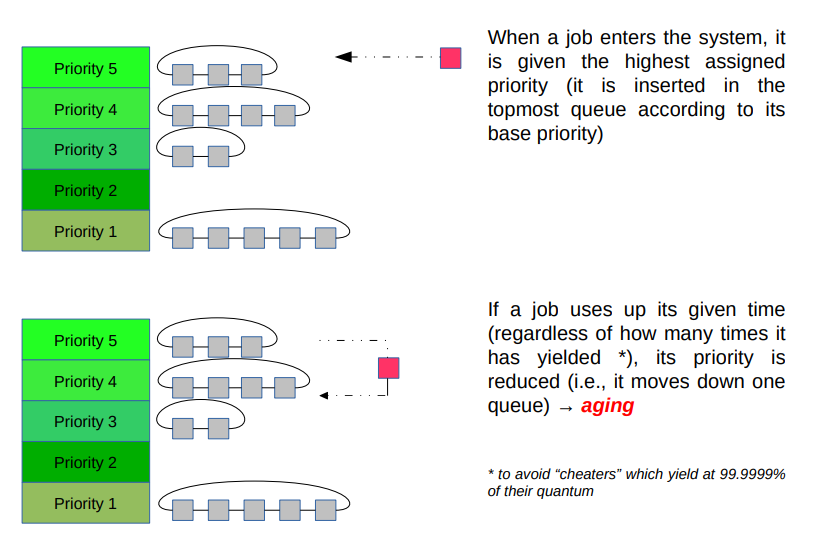 When a job enters the system, it
is given the highest assigned
priority (it is inserted in the
topmost queue according to its
base priority)
Priority 5
Priority 4
Priority 3
Priority 2
Priority 1
If a job uses up its given time
(regardless of how many times it
has yielded *), its priority is
reduced (i.e., it moves down one
queue) → aging
Priority 5
Priority 4
Priority 3
Priority 2
Priority 1
* to avoid “cheaters” which yield at 99.9999%
of their quantum